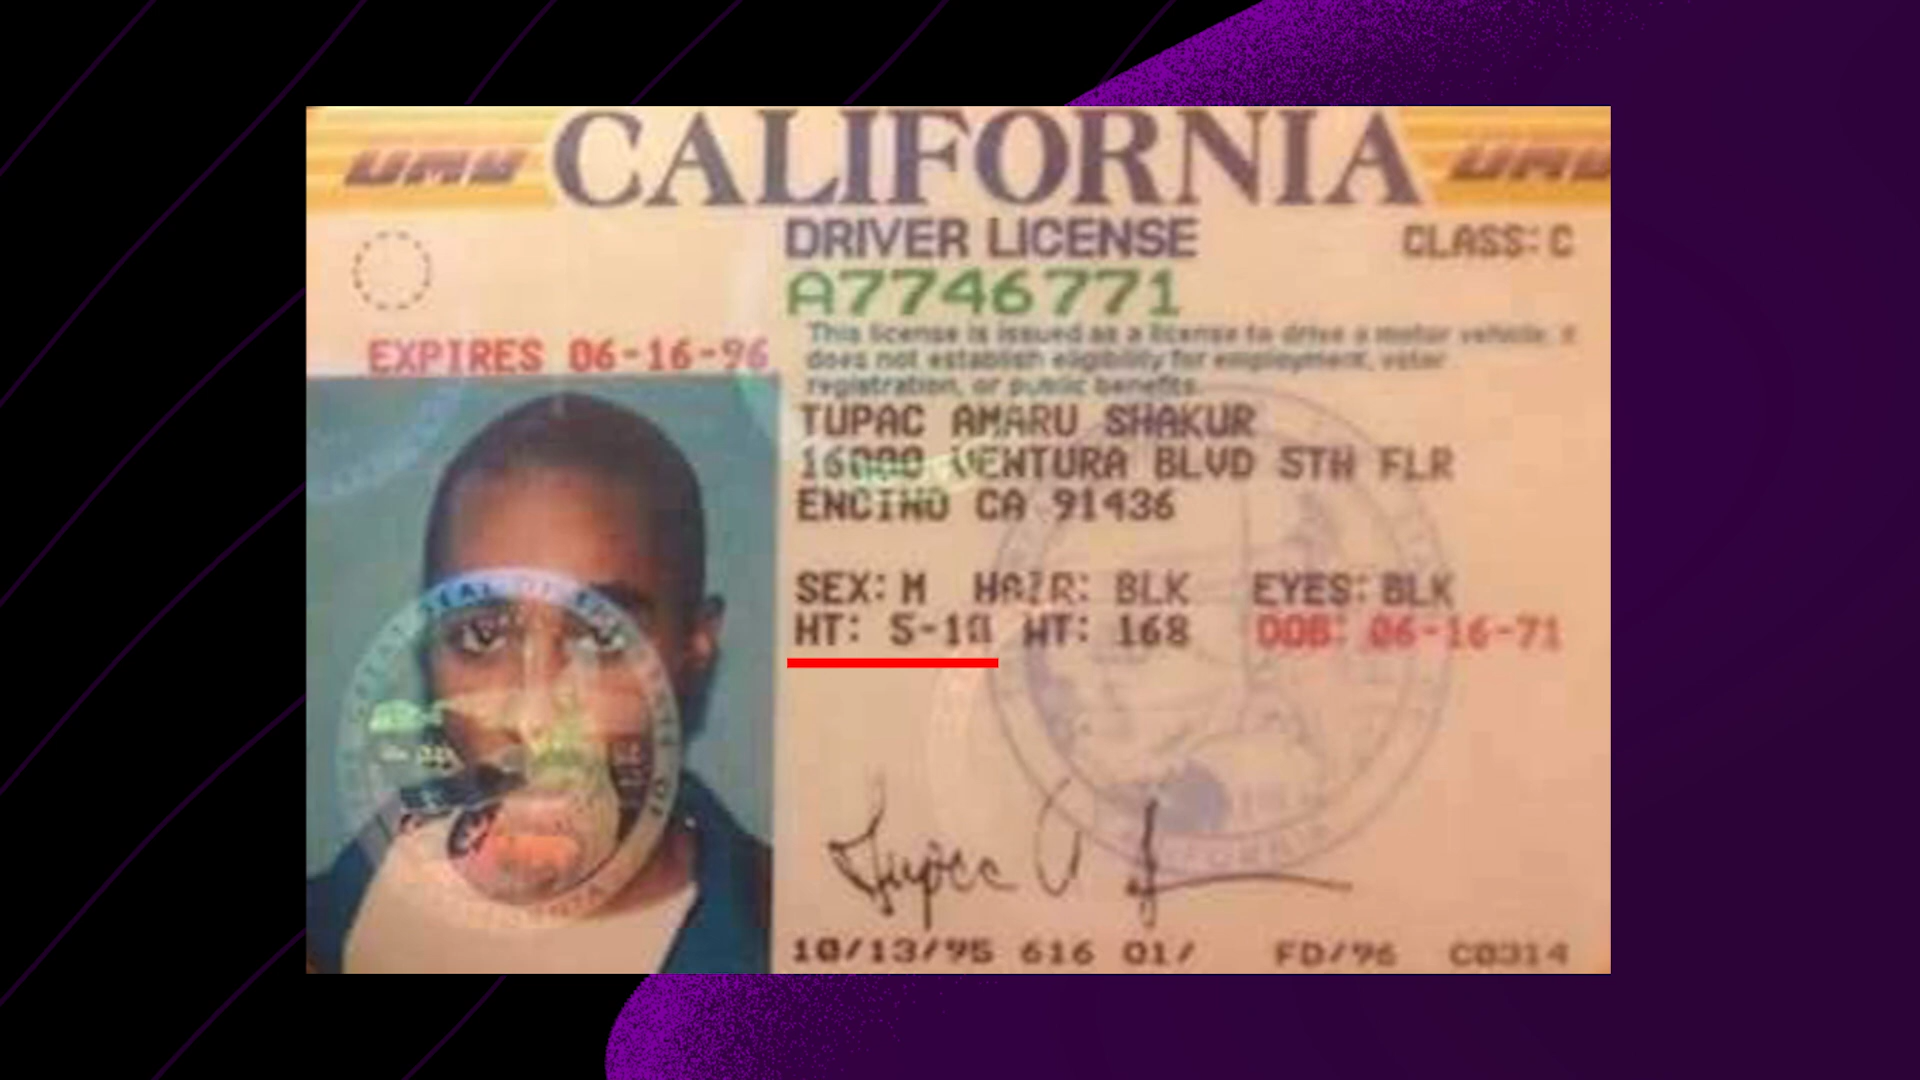 DMV CALIFORNIA DMV
DRIVER LICENSE
CLASS: C
A7746771
This license is issued as a license to drive a motor vehicle; it
does not establish eligibility for employment, voter
registration, or public benefits.
EXPIRES 06-16-96
TUPAC AMARU SHAKUR
16000 VENTURA BLVD 5TH FLR
ENCINO CA 91436
SEX: M HAIR: BLK EYES: BLK
HT: 5-10 WT: 168 DOB: 06-16-71
10/13/95 616 01/ FD/96 C0314